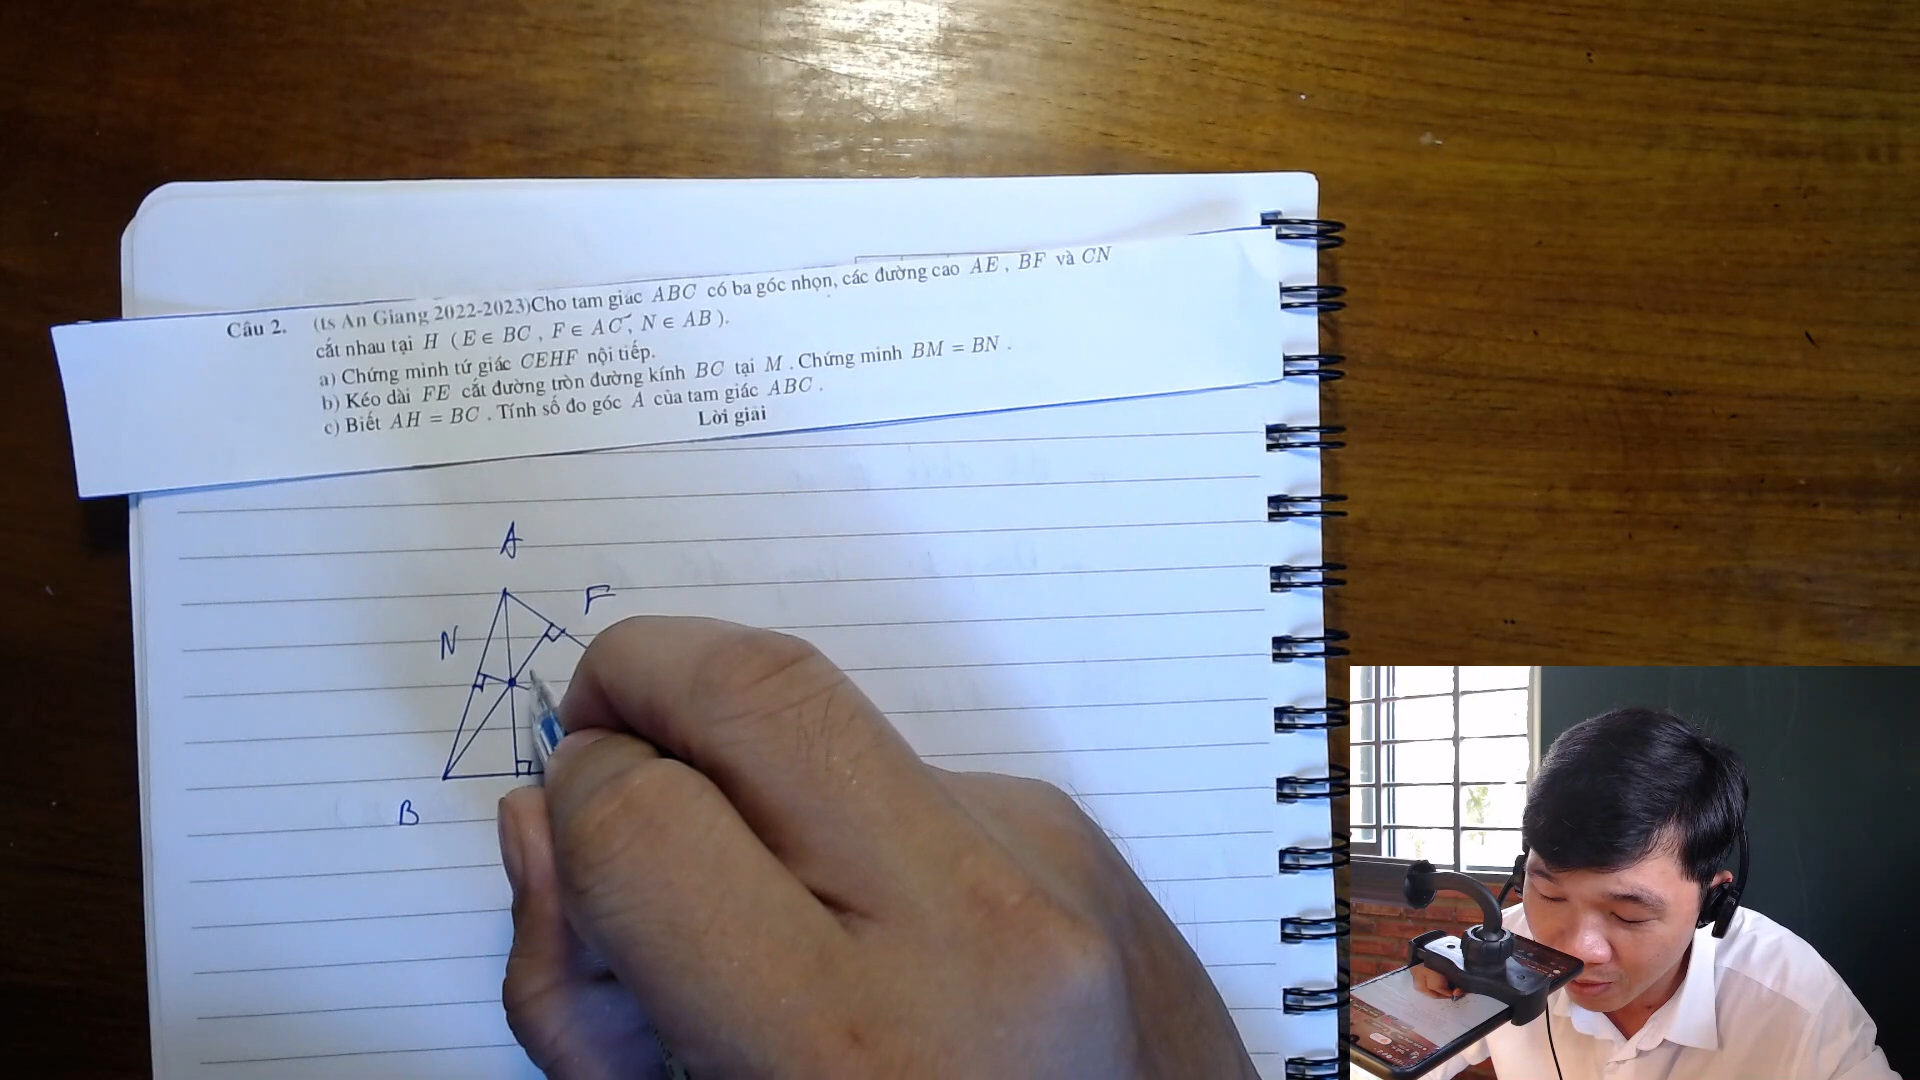 Câu 2. (ts An Giang 2022-2023)Cho tam giác ABC có ba góc nhọn, các đường cao AE , BF và CN
cắt nhau tại H ( E ∈ BC , F ∈ AC , N ∈ AB ).
a) Chứng minh tứ giác CEHF nội tiếp.
b) Kéo dài FE cắt đường tròn đường kính BC tại M . Chứng minh BM = BN .
c) Biết AH = BC . Tính số đo góc A của tam giác ABC .
Lời giải
A
F
N
B